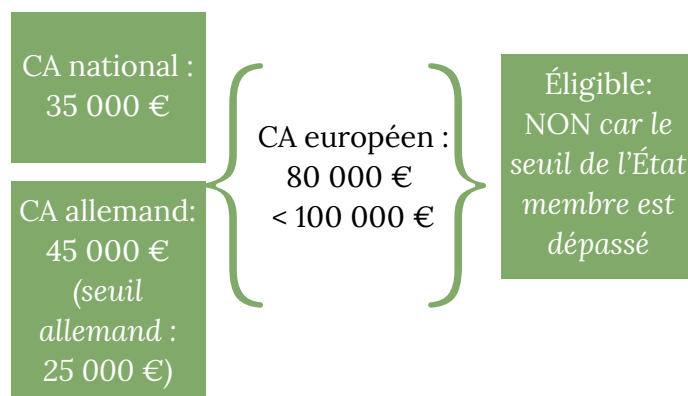 CA national :
35 000 €
CA allemand:
45 000 €
(seuil
allemand :
25 000 €)
CA européen :
80 000 €
< 100 000 €
Éligible:
NON car le
seuil de l’État
membre est
dépassé